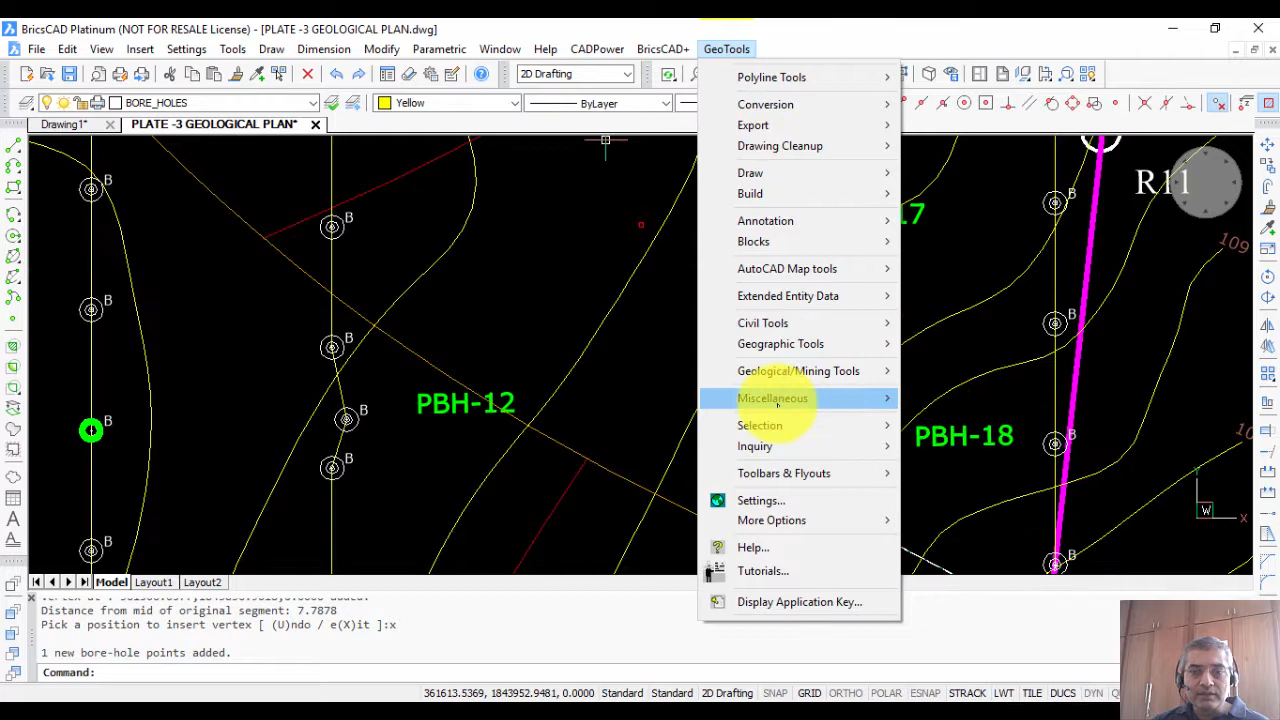 BricsCAD Platinum (NOT FOR RESALE License) - [PLATE -3 GEOLOGICAL PLAN.dwg]
File Edit View Insert Settings Tools Draw Dimension Modify Parametric Window Help CADPower BricsCAD+ GeoTools
2D Drafting
BORE_HOLES Yellow ByLayer
Drawing1* PLATE -3 GEOLOGICAL PLAN*
Polyline Tools
Conversion
Export
Drawing Cleanup
Draw
Build
Annotation
Blocks
AutoCAD Map tools
Extended Entity Data
Civil Tools
Geographic Tools
Geological/Mining Tools
Miscellaneous
Selection
Inquiry
Toolbars & Flyouts
Settings...
More Options
Help...
Tutorials...
Display Application Key...
B
B
B
B
B
B
B
B
PBH-12
17
R11
109
B
B
B
B
PBH-18
Y
W
X
Model Layout1 Layout2
Distance from mid of original segment: 7.7878
Pick a position to insert vertex [ (U)ndo / e(X)it ]:x
1 new bore-hole points added.
Command:
361613.5369, 1843952.9481, 0.0000 Standard Standard 2D Drafting SNAP GRID ORTHO POLAR ESNAP STRACK LWT TILE DUCS DYN